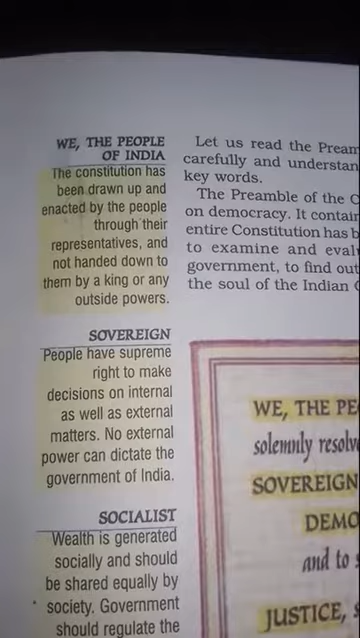 WE, THE PEOPLE
OF INDIA
The constitution has
been drawn up and
enacted by the people
through their
representatives, and
not handed down to
them by a king or any
outside powers.
SOVEREIGN
People have supreme
right to make
decisions on internal
as well as external
matters. No external
power can dictate the
government of India.
SOCIALIST
Wealth is generated
socially and should
be shared equally by
society. Government
should regulate the
Let us read the Pream
carefully and understan
key words.
The Preamble of the C
on democracy. It contain
entire Constitution has b
to examine and eval
government, to find out
the soul of the Indian
WE, THE PE
solemnly resolv
SOVEREIGN
DEMO
and to s
JUSTICE, s